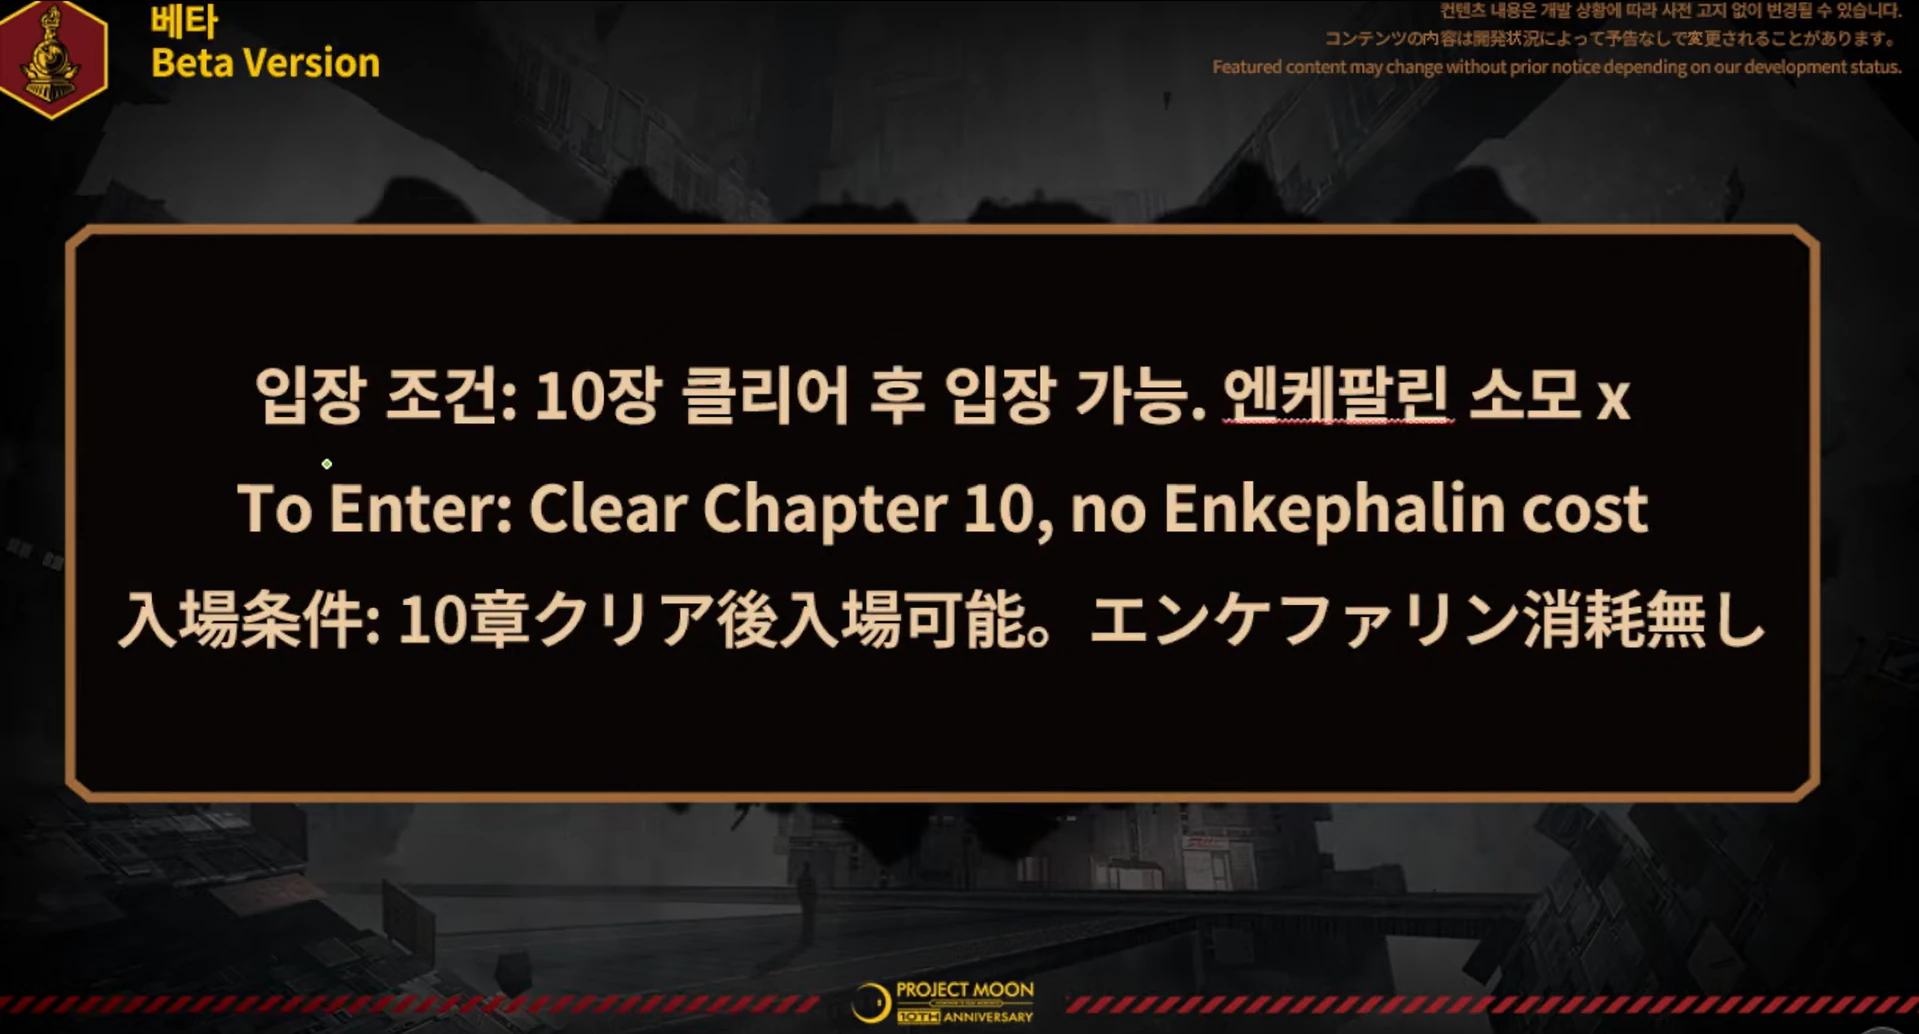 베타
Beta Version
컨텐츠 내용은 개발 상황에 따라 사전 고지 없이 변경될 수 있습니다.
コンテンツの内容は開発状況によって予告なしで変更されることがあります。
Featured content may change without prior notice depending on our development status.
입장 조건: 10장 클리어 후 입장 가능. 엔케팔린 소모 x
To Enter: Clear Chapter 10, no Enkephalin cost
入場条件: 10章クリア後入場可能。エンケファリン消耗無し
PROJECT MOON
10TH ANNIVERSARY